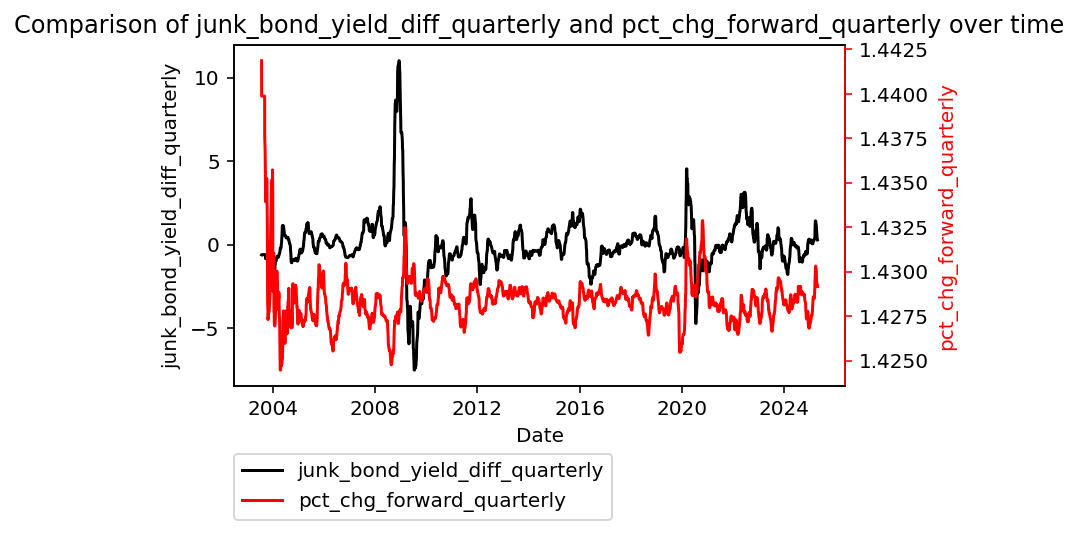 Comparison of junk_bond_yield_diff_quarterly and pct_chg_forward_quarterly over time
junk_bond_yield_diff_quarterly
10
5
0
−5
1.4425
1.4400
1.4375
1.4350
1.4325
1.4300
1.4275
1.4250
pct_chg_forward_quarterly
2004 2008 2012 2016 2020 2024
Date
junk_bond_yield_diff_quarterly
pct_chg_forward_quarterly